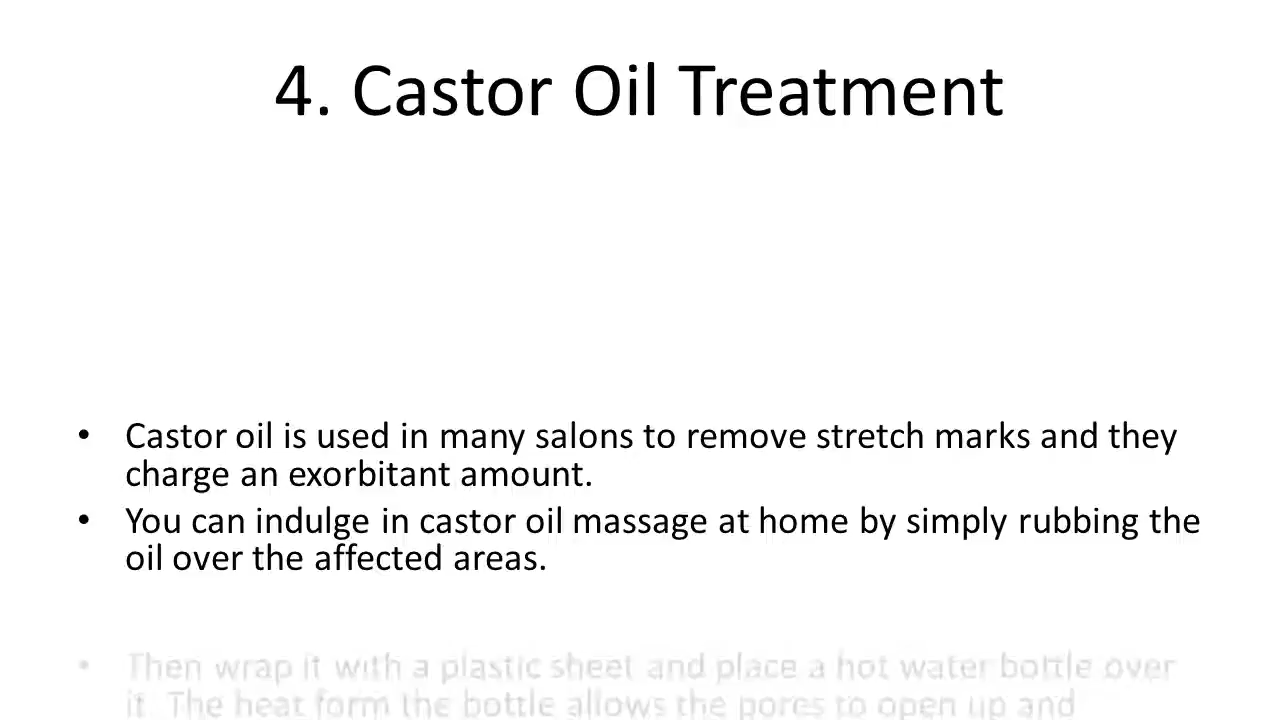 4. Castor Oil Treatment
• Castor oil is used in many salons to remove stretch marks and they
charge an exorbitant amount.
• You can indulge in castor oil massage at home by simply rubbing the
oil over the affected areas.
• Then wrap it with a plastic sheet and place a hot water bottle over
it. The heat form the bottle allows the pores to open up and